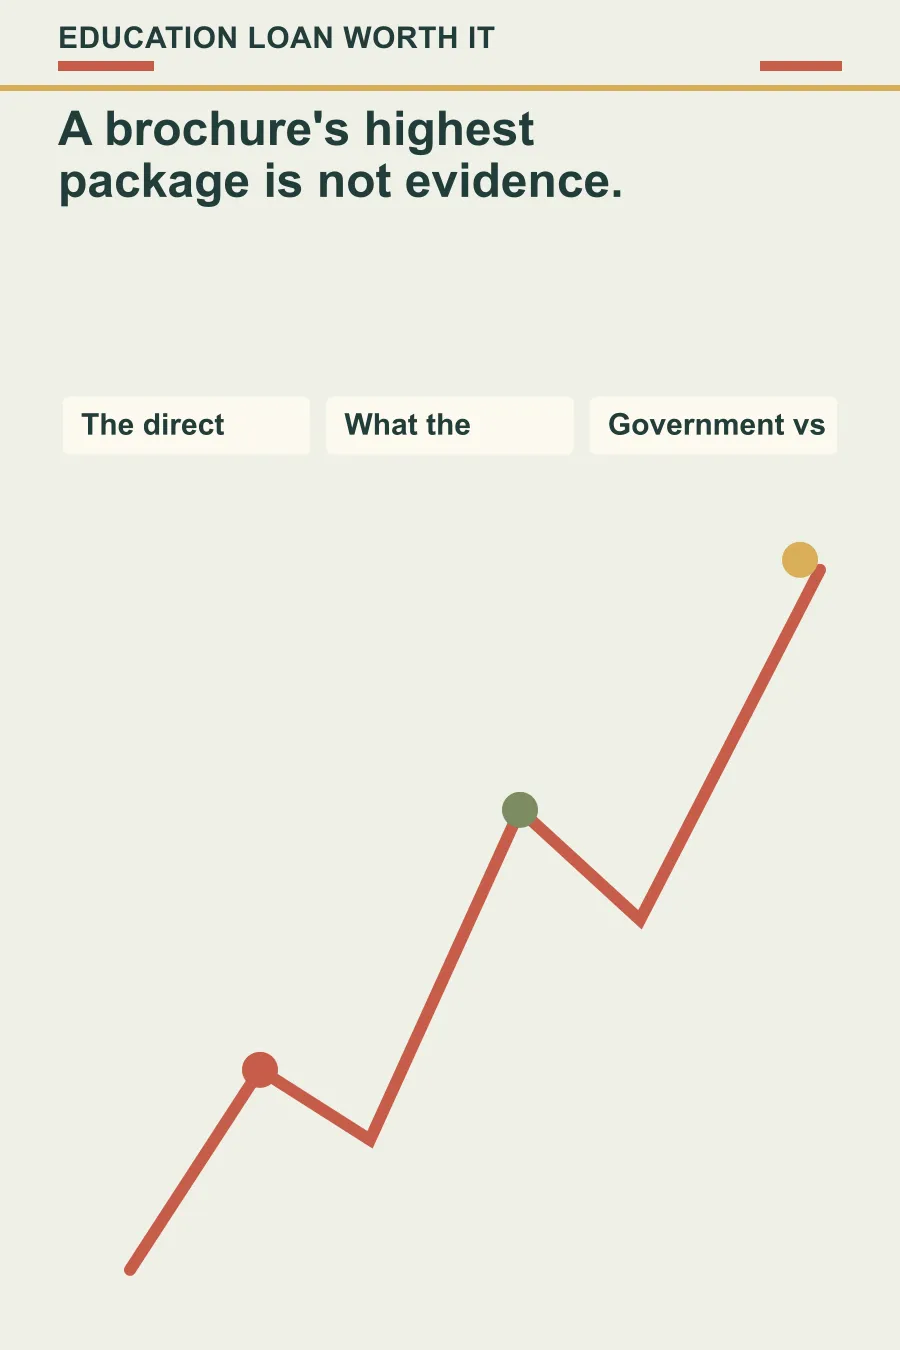 EDUCATION LOAN WORTH IT
A brochure's highest
package is not evidence.
The direct
What the
Government vs